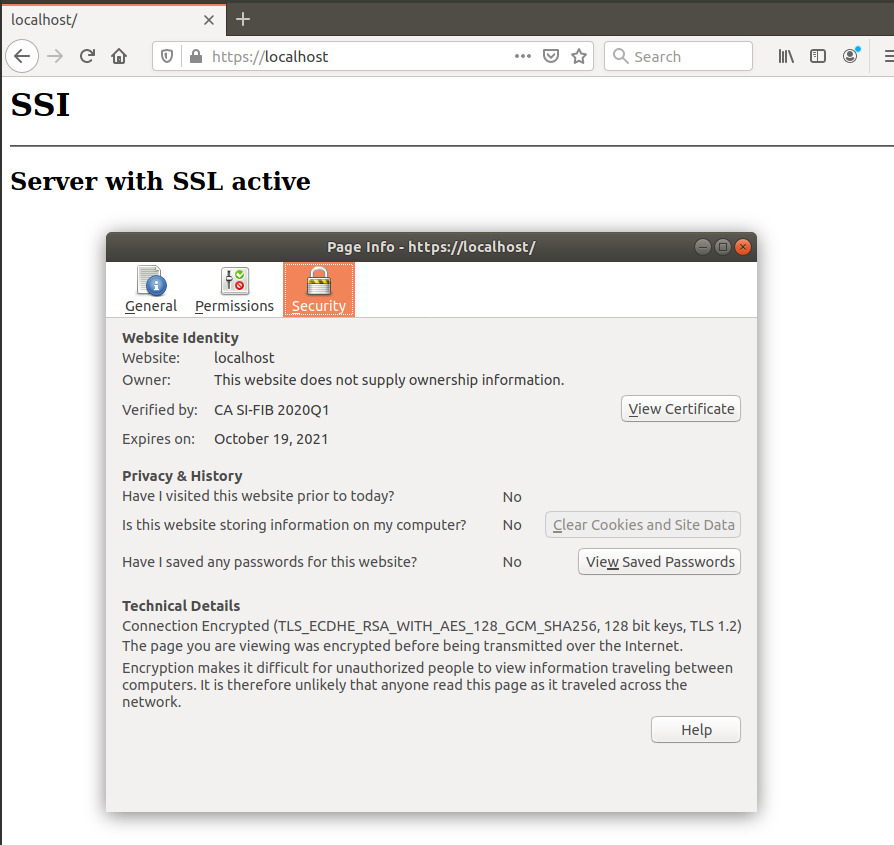 localhost/
https://localhost
Search
SSI
Server with SSL active
Page Info - https://localhost/
General Permissions Security
Website Identity
Website: localhost
Owner: This website does not supply ownership information.
Verified by: CA SI-FIB 2020Q1 View Certificate
Expires on: October 19, 2021
Privacy & History
Have I visited this website prior to today? No
Is this website storing information on my computer? No Clear Cookies and Site Data
Have I saved any passwords for this website? No View Saved Passwords
Technical Details
Connection Encrypted (TLS_ECDHE_RSA_WITH_AES_128_GCM_SHA256, 128 bit keys, TLS 1.2)
The page you are viewing was encrypted before being transmitted over the Internet.
Encryption makes it difficult for unauthorized people to view information traveling between
computers. It is therefore unlikely that anyone read this page as it traveled across the
network.
Help